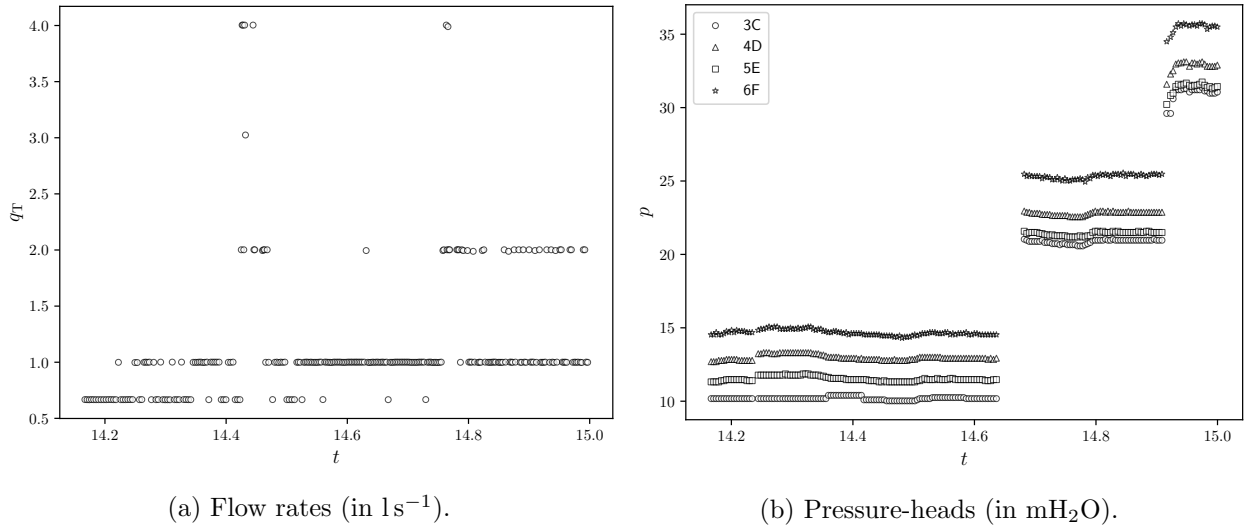 4.0
3.5
3.0
2.5
2.0
1.5
1.0
0.5
q_T
14.2 14.4 14.6 14.8 15.0
t
(a) Flow rates (in l s⁻¹).
3C
4D
5E
6F
35
30
25
20
15
10
p
14.2 14.4 14.6 14.8 15.0
t
(b) Pressure-heads (in mH₂O).